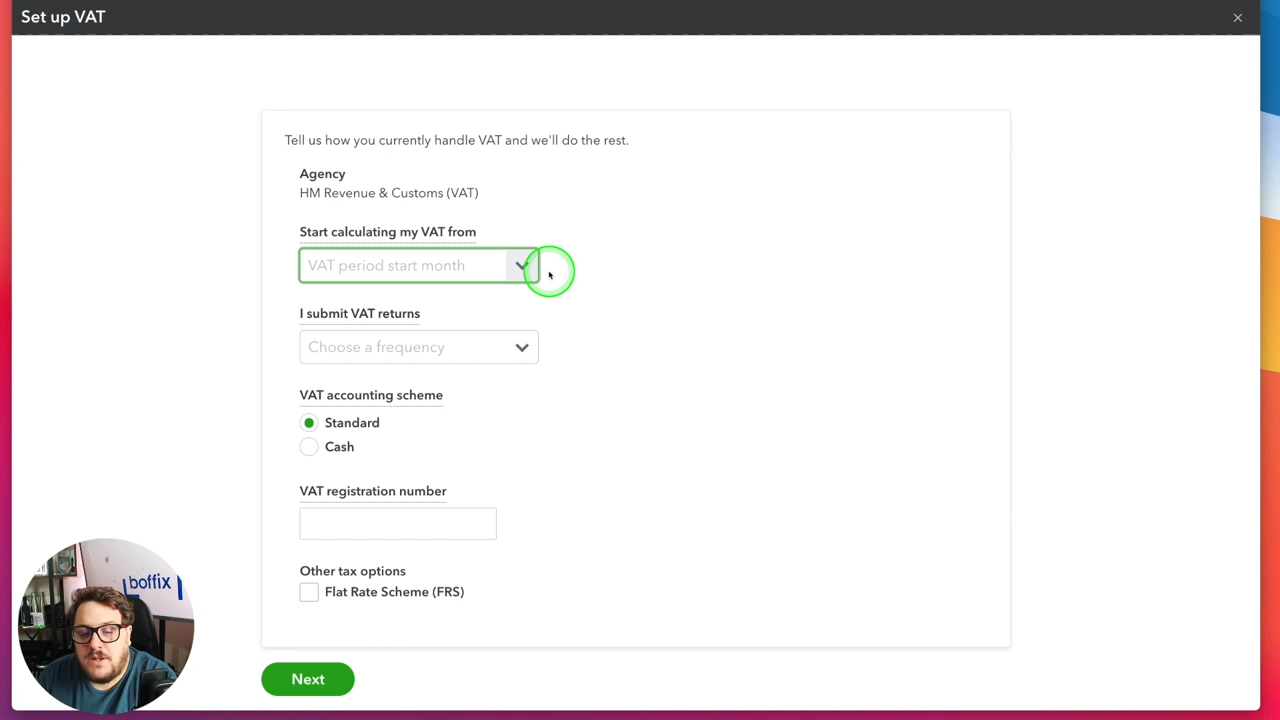 Set up VAT
Tell us how you currently handle VAT and we'll do the rest.
Agency
HM Revenue & Customs (VAT)
Start calculating my VAT from
VAT period start month
I submit VAT returns
Choose a frequency
VAT accounting scheme
Standard
Cash
VAT registration number
Other tax options
Flat Rate Scheme (FRS)
boffix
Next